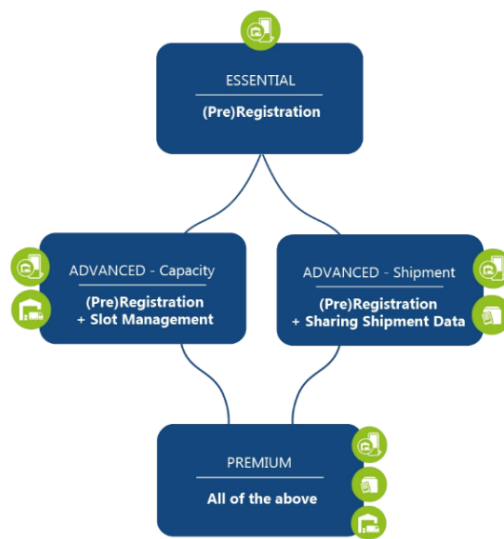 ESSENTIAL
(Pre)Registration
ADVANCED - Capacity
(Pre)Registration
+ Slot Management
ADVANCED - Shipment
(Pre)Registration
+ Sharing Shipment Data
PREMIUM
All of the above